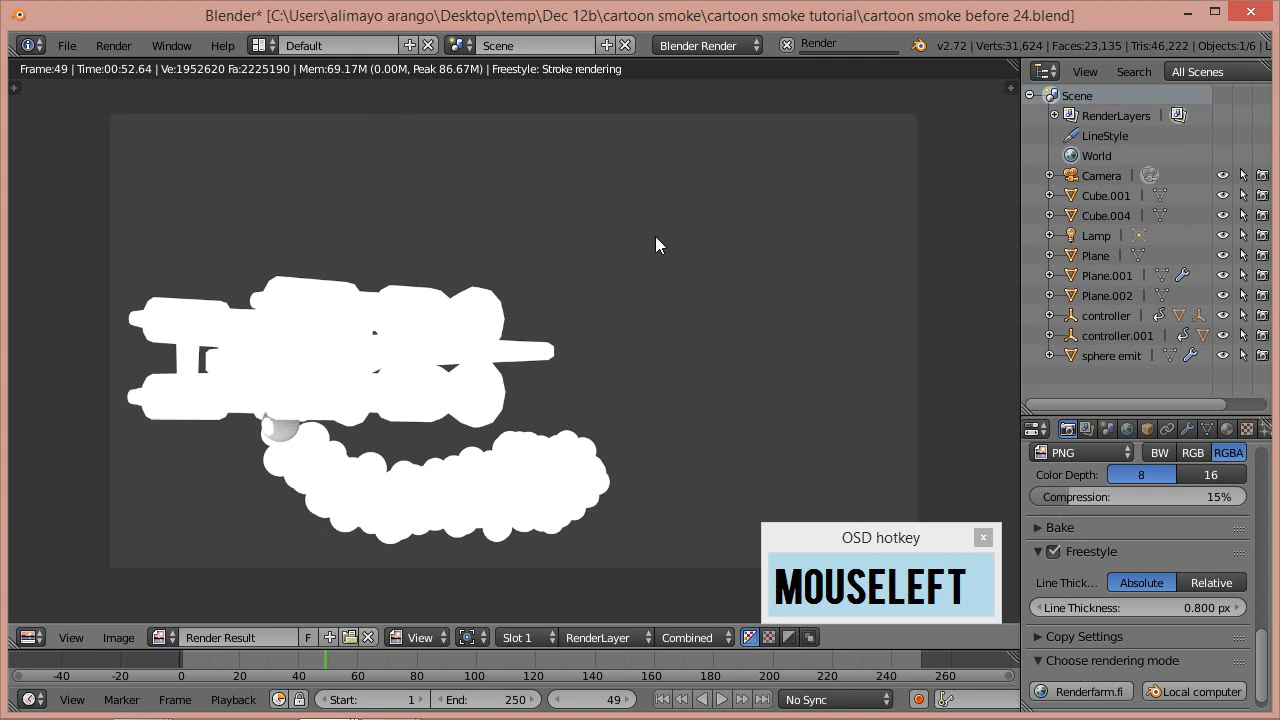 Blender* [C:\Users\alimayo arango\Desktop\temp\Dec 12b\cartoon smoke\cartoon smoke tutorial\cartoon smoke before 24.blend]
File Render Window Help Default Scene Blender Render Render v2.72 | Verts:31,624 | Faces:23,135 | Tris:46,222 | Objects:1/6 | L
Frame:49 | Time:00:52.64 | Ve:1952620 Fa:2225190 | Mem:69.17M (0.00M, Peak 86.67M) | Freestyle: Stroke rendering
View Search All Scenes
Scene
RenderLayers
LineStyle
World
Camera
Cube.001
Cube.004
Lamp
Plane
Plane.001
Plane.002
controller
controller.001
sphere emit
PNG BW RGB RGBA
Color Depth: 8 16
Compression: 15%
Bake
Freestyle
Line Thick... Absolute Relative
Line Thickness: 0.800 px
Copy Settings
Choose rendering mode
Renderfarm.fi Local computer
OSD hotkey
MOUSELEFT
View Image Render Result F View Slot 1 RenderLayer Combined
-40 -20 0 20 40 60 80 100 120 140 160 180 200 220 240 260
View Marker Frame Playback Start: 1 End: 250 49 No Sync